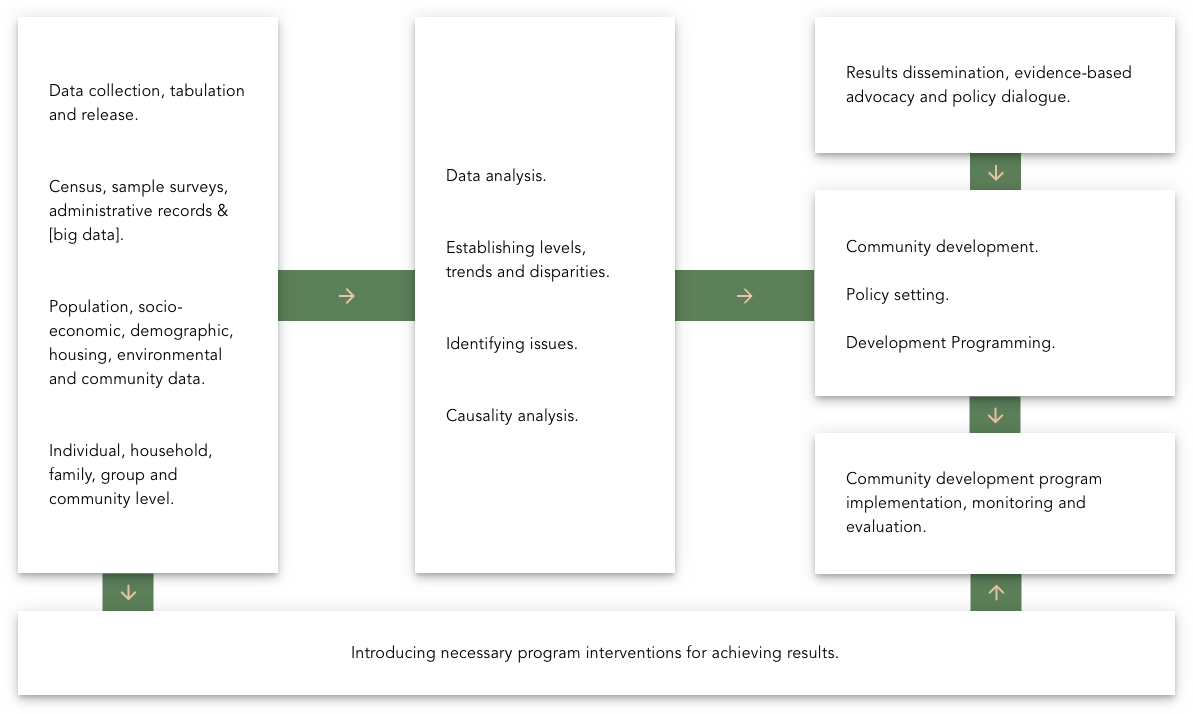 Data collection, tabulation
and release.
Census, sample surveys,
administrative records &
[big data].
Population, socio-
economic, demographic,
housing, environmental
and community data.
Individual, household,
family, group and
community level.
Data analysis.
Establishing levels,
trends and disparities.
Identifying issues.
Causality analysis.
Results dissemination, evidence-based
advocacy and policy dialogue.
Community development.
Policy setting.
Development Programming.
Community development program
implementation, monitoring and
evaluation.
Introducing necessary program interventions for achieving results.